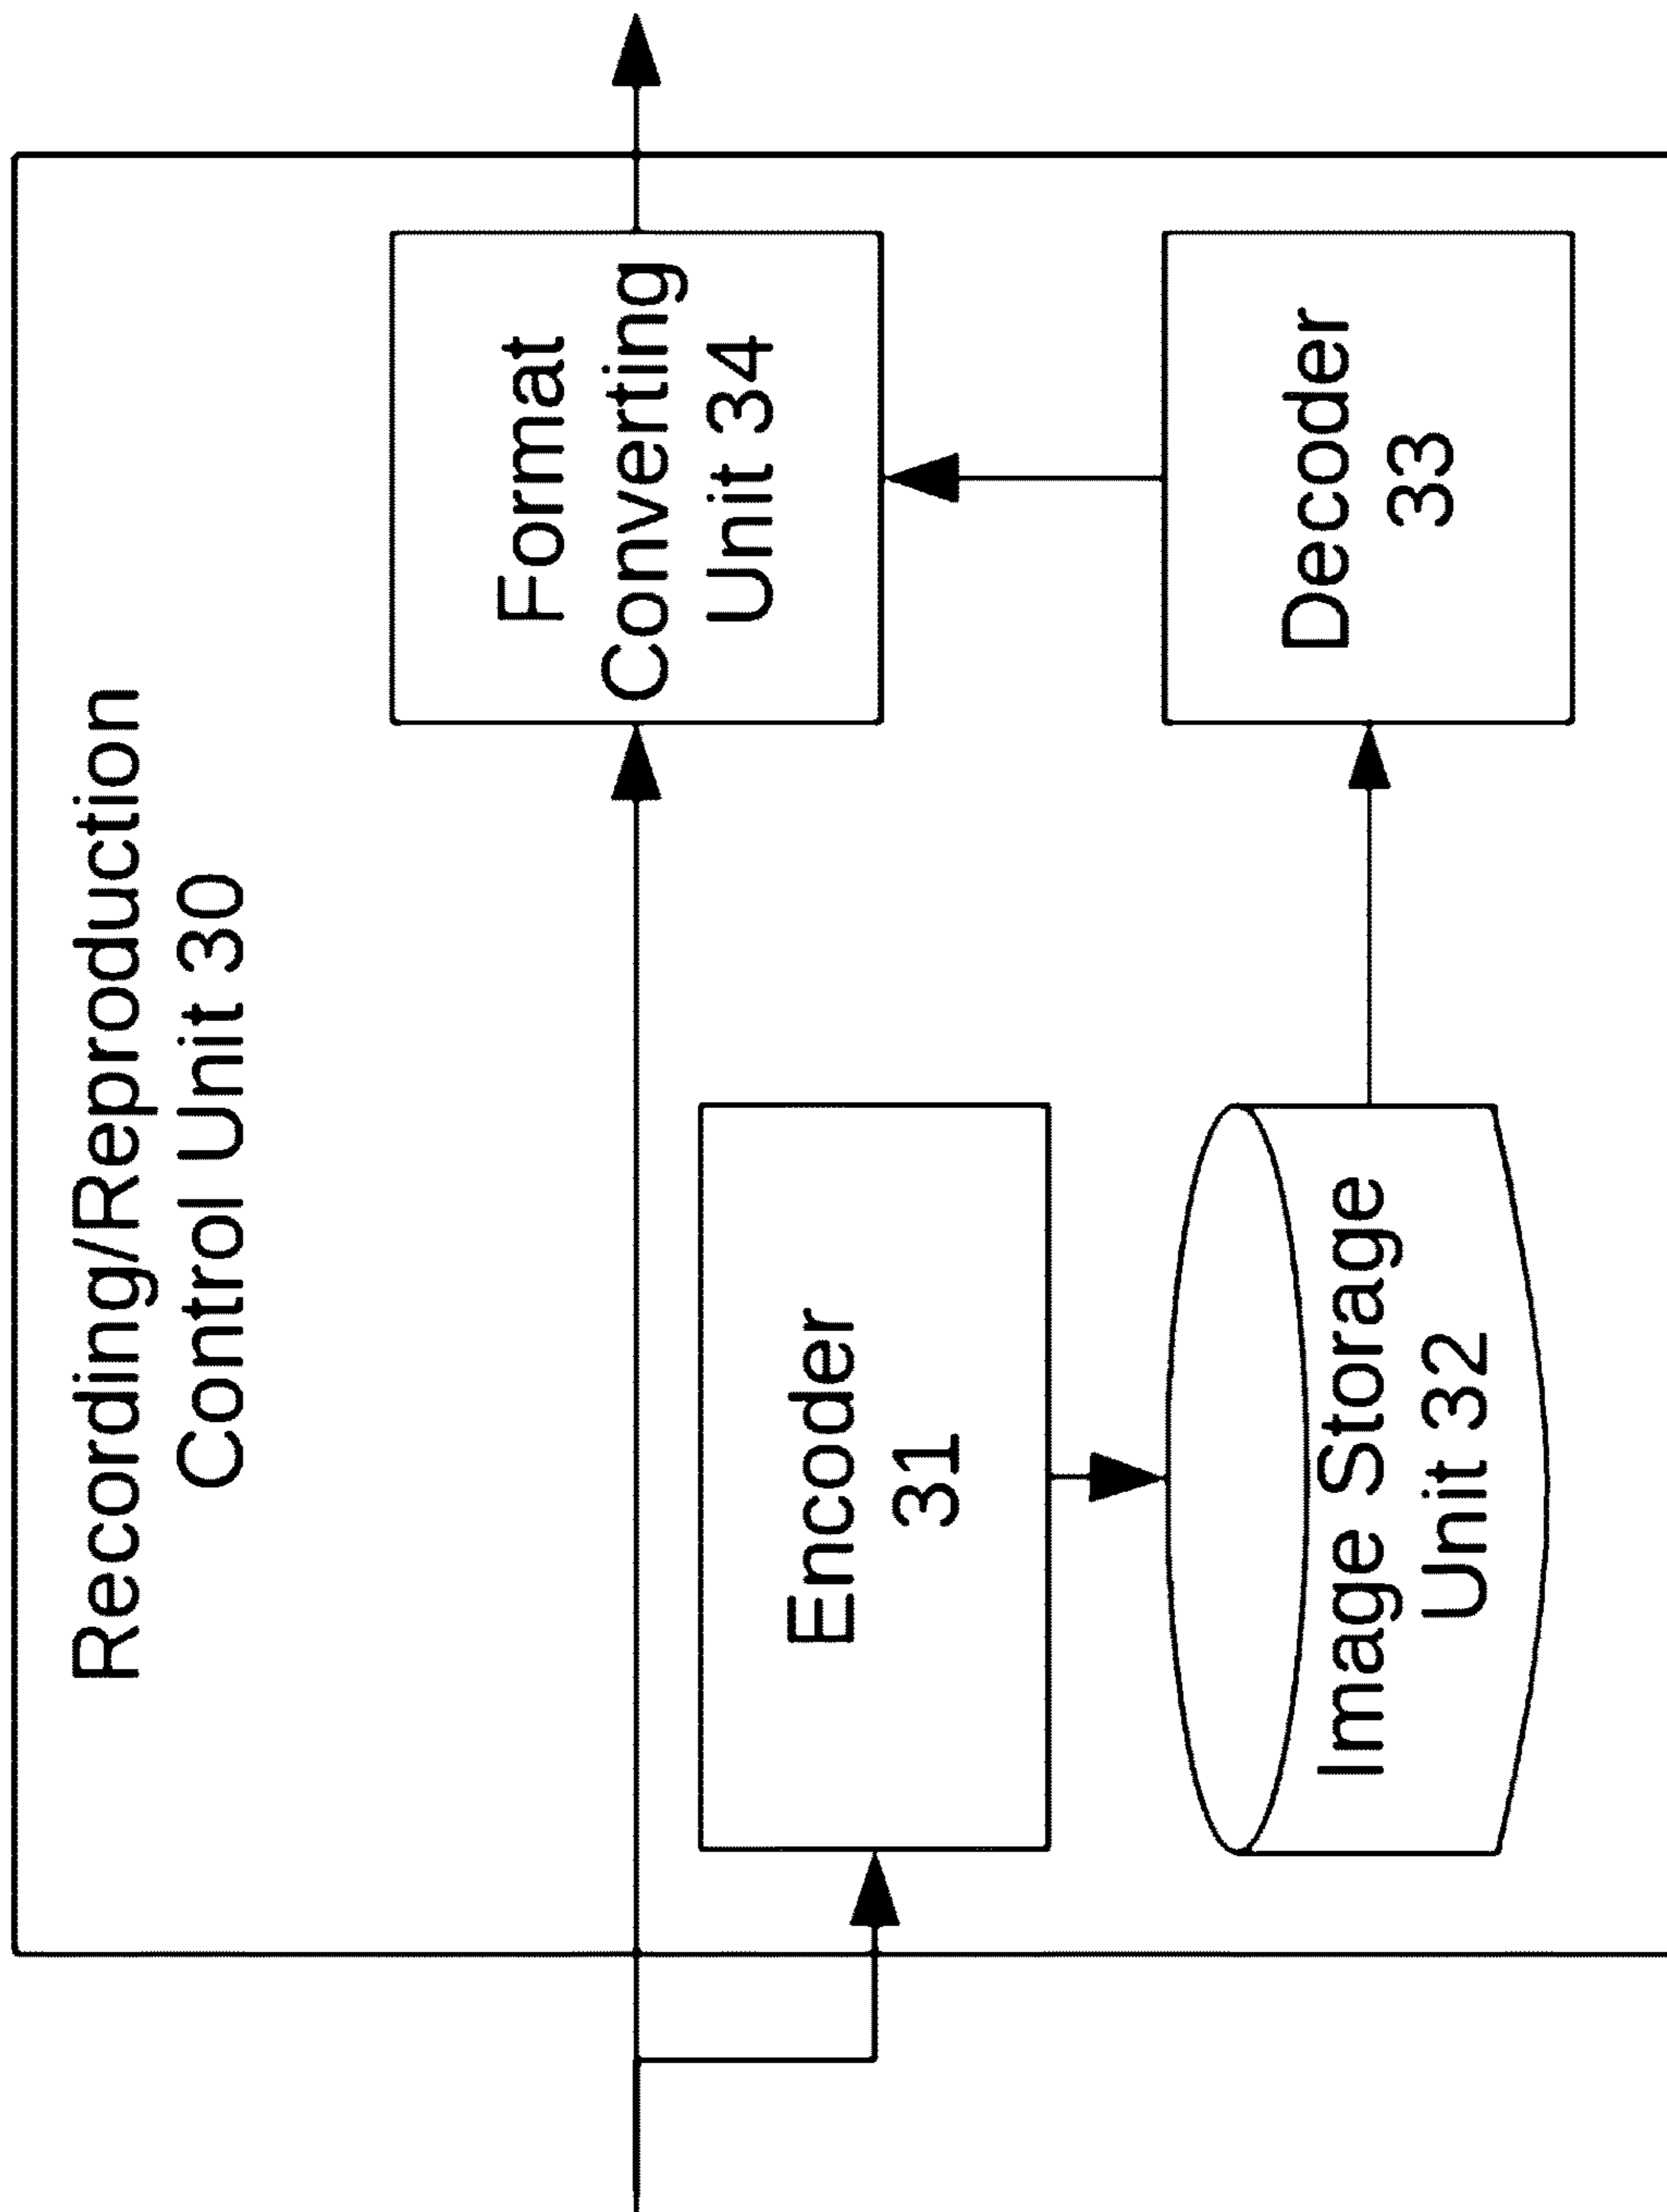 Recording/Reproduction
Control Unit 30
Format
Converting
Unit 34
Encoder
31
Image Storage
Unit 32
Decoder
33